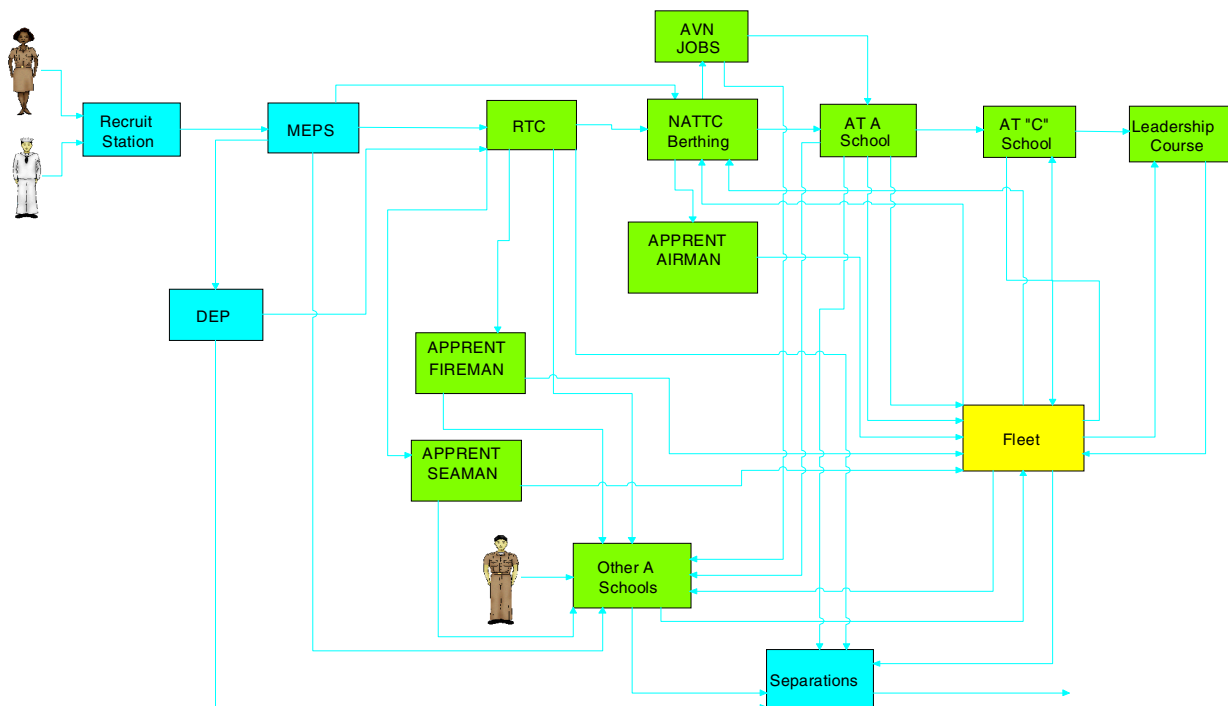 AVN
JOBS
Recruit
Station
MEPS
RTC
NATTC
Berthing
AT A
School
AT "C"
School
Leadership
Course
APPRENT
AIRMAN
DEP
APPRENT
FIREMAN
Fleet
APPRENT
SEAMAN
Other A
Schools
Separations